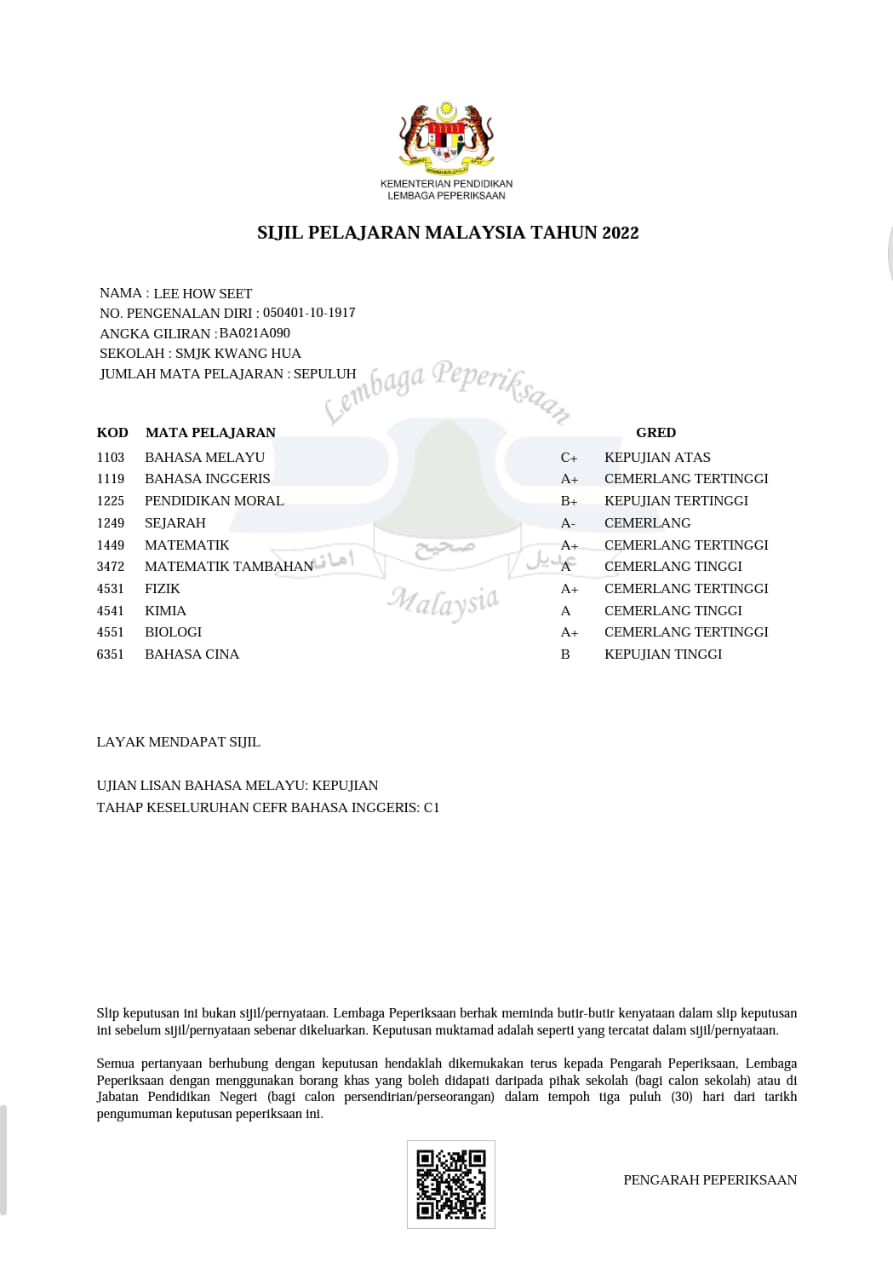 KEMENTERIAN PENDIDIKAN
LEMBAGA PEPERIKSAAN
SIJIL PELAJARAN MALAYSIA TAHUN 2022
NAMA : LEE HOW SEET
NO. PENGENALAN DIRI : 050401-10-1917
ANGKA GILIRAN : BA021A090
SEKOLAH : SMJK KWANG HUA
JUMLAH MATA PELAJARAN : SEPULUH
Lembaga Peperiksaan
KOD MATA PELAJARAN GRED
1103 BAHASA MELAYU C+ KEPUJIAN ATAS
1119 BAHASA INGGERIS A+ CEMERLANG TERTINGGI
1225 PENDIDIKAN MORAL B+ KEPUJIAN TERTINGGI
1249 SEJARAH A- CEMERLANG
1449 MATEMATIK A+ CEMERLANG TERTINGGI
3472 MATEMATIK TAMBAHAN A CEMERLANG TINGGI
4531 FIZIK A+ CEMERLANG TERTINGGI
4541 KIMIA A CEMERLANG TINGGI
4551 BIOLOGI A+ CEMERLANG TERTINGGI
6351 BAHASA CINA B KEPUJIAN TINGGI
عديل صحيح امانه
Malaysia
LAYAK MENDAPAT SIJIL
UJIAN LISAN BAHASA MELAYU: KEPUJIAN
TAHAP KESELURUHAN CEFR BAHASA INGGERIS: C1
Slip keputusan ini bukan sijil/pernyataan. Lembaga Peperiksaan berhak meminda butir-butir kenyataan dalam slip keputusan
ini sebelum sijil/pernyataan sebenar dikeluarkan. Keputusan muktamad adalah seperti yang tercatat dalam sijil/pernyataan.
Semua pertanyaan berhubung dengan keputusan hendaklah dikemukakan terus kepada Pengarah Peperiksaan, Lembaga
Peperiksaan dengan menggunakan borang khas yang boleh didapati daripada pihak sekolah (bagi calon sekolah) atau di
Jabatan Pendidikan Negeri (bagi calon persendirian/perseorangan) dalam tempoh tiga puluh (30) hari dari tarikh
pengumuman keputusan peperiksaan ini.
PENGARAH PEPERIKSAAN